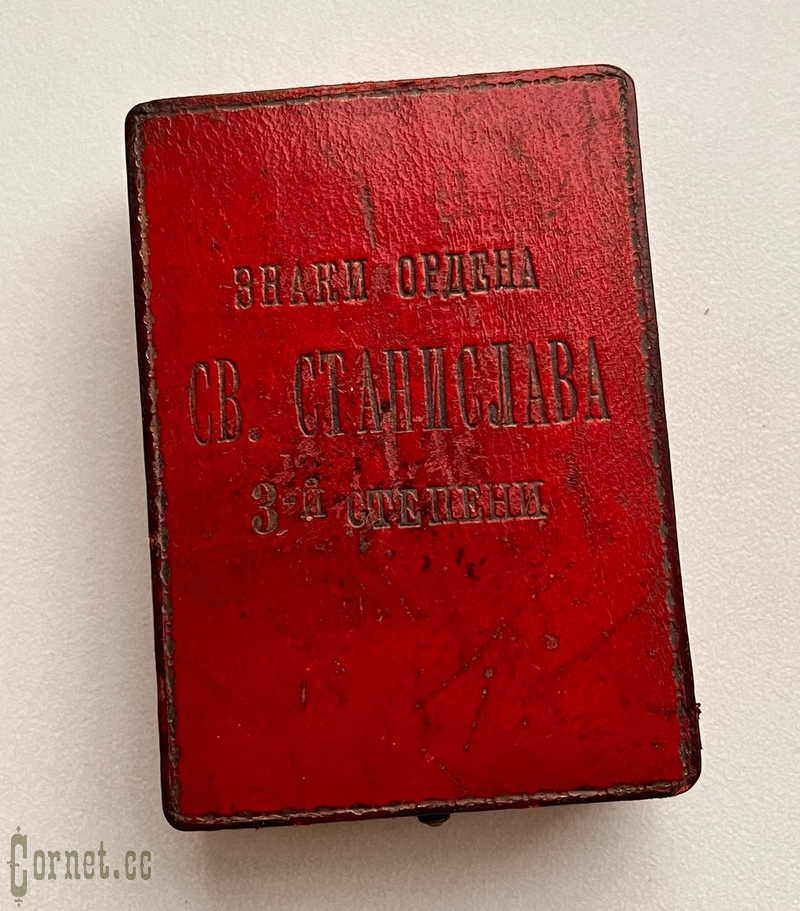 ЗНАКИ ОРДЕНА
СВ. СТАНИСЛАВА
3-й СТЕПЕНИ
Cornet.cc